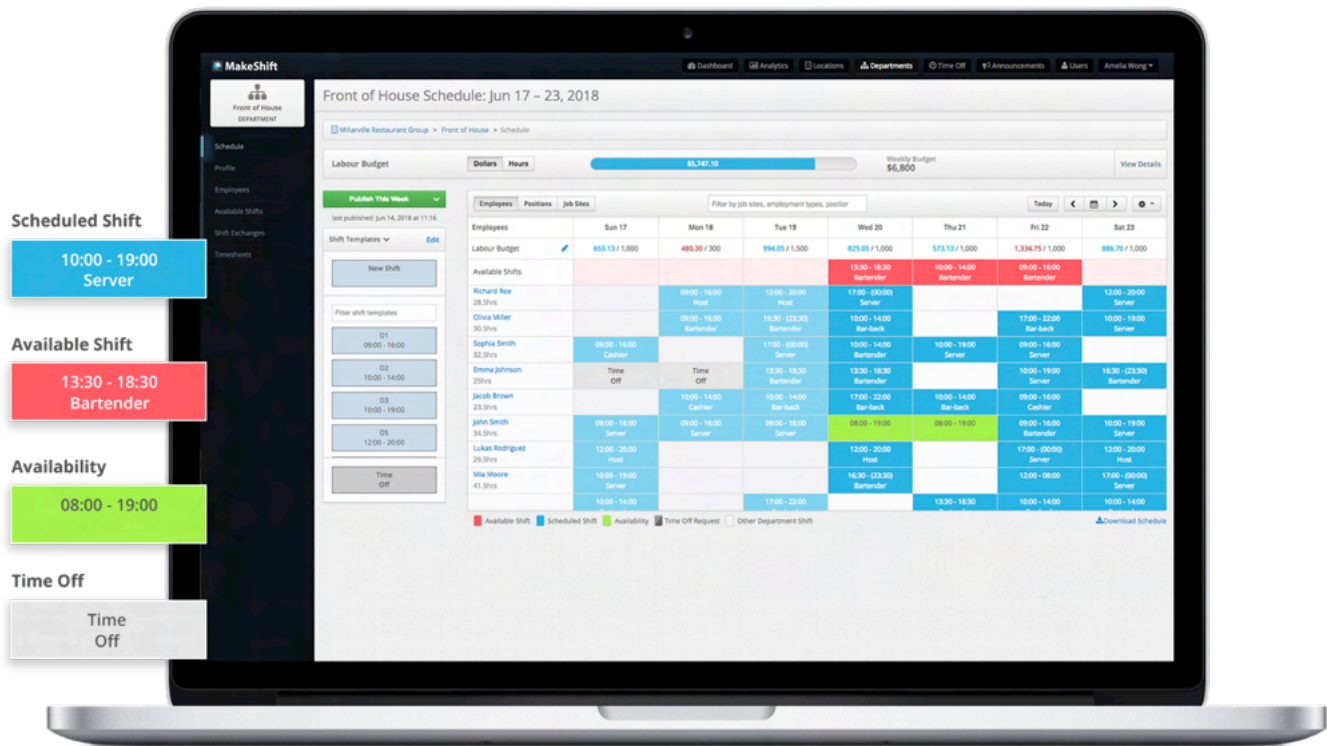 MakeShift
Dashboard Analytics Locations Departments Time Off Announcements Users Amelia Wong
Front of House
DEPARTMENT
Schedule
Profile
Employees
Available Shifts
Shift Exchanges
Timesheets
Scheduled Shift
10:00 - 19:00
Server
Available Shift
13:30 - 18:30
Bartender
Availability
08:00 - 19:00
Time Off
Time
Off
Front of House Schedule: Jun 17 – 23, 2018
Millarville Restaurant Group > Front of House > Schedule
Labour Budget Dollars Hours $5,747.10 Weekly Budget
$6,800
View Details
Publish This Week
last published: Jun 14, 2018 at 11:16
Shift Templates Edit
New Shift
Filter shift templates
D1
09:00 - 16:00
D2
10:00 - 14:00
D3
10:00 - 19:00
D5
12:00 - 20:00
Time
Off
Employees Positions Job Sites Filter by job sites, employment types, position Today
Employees Sun 17 Mon 18 Tue 19 Wed 20 Thu 21 Fri 22 Sat 23
Labour Budget 653.13 / 1,000 480.30 / 300 994.05 / 1,500 825.05 / 1,000 573.13 / 1,000 1,334.75 / 1,000 886.70 / 1,000
Available Shifts 13:30 - 18:30 10:00 - 14:00 09:00 - 16:00
Bartender Bartender Bartender
Richard Roe 09:00 - 16:00 12:00 - 20:00 17:00 - (00:00) 12:00 - 20:00
28.5hrs Host Host Server Server
Olivia Miller 09:00 - 16:00 16:30 - (23:30) 10:00 - 14:00 17:00 - 22:00 10:00 - 19:00
30.5hrs Bartender Bartender Bar-back Bar-back Server
Sophia Smith 09:00 - 16:00 17:00 - (00:00) 10:00 - 14:00 10:00 - 19:00 09:00 - 16:00
32.5hrs Cashier Server Bartender Server Server
Emma Johnson Time Time 13:30 - 18:30 13:30 - 18:30 10:00 - 19:00 16:30 - (23:30)
25hrs Off Off Bartender Bartender Server Bartender
Jacob Brown 10:00 - 14:00 10:00 - 14:00 17:00 - 22:00 10:00 - 14:00 09:00 - 16:00
23.5hrs Cashier Bar-back Bar-back Bar-back Cashier
John Smith 09:00 - 16:00 09:00 - 16:00 09:00 - 16:00 08:00 - 19:00 08:00 - 19:00 09:00 - 16:00 10:00 - 19:00
34.5hrs Server Server Server Bartender Server
Lukas Rodriguez 12:00 - 20:00 12:00 - 20:00 17:00 - (00:00) 12:00 - 20:00
29.5hrs Host Host Server Host
Mia Moore 10:00 - 19:00 16:30 - (23:30) 12:00 - 08:00 17:00 - (00:00)
41.5hrs Server Bartender Server
10:00 - 14:00 17:00 - 22:00 13:30 - 18:30 10:00 - 14:00 10:00 - 14:00
Available Shift Scheduled Shift Availability Time Off Request Other Department Shift Download Schedule